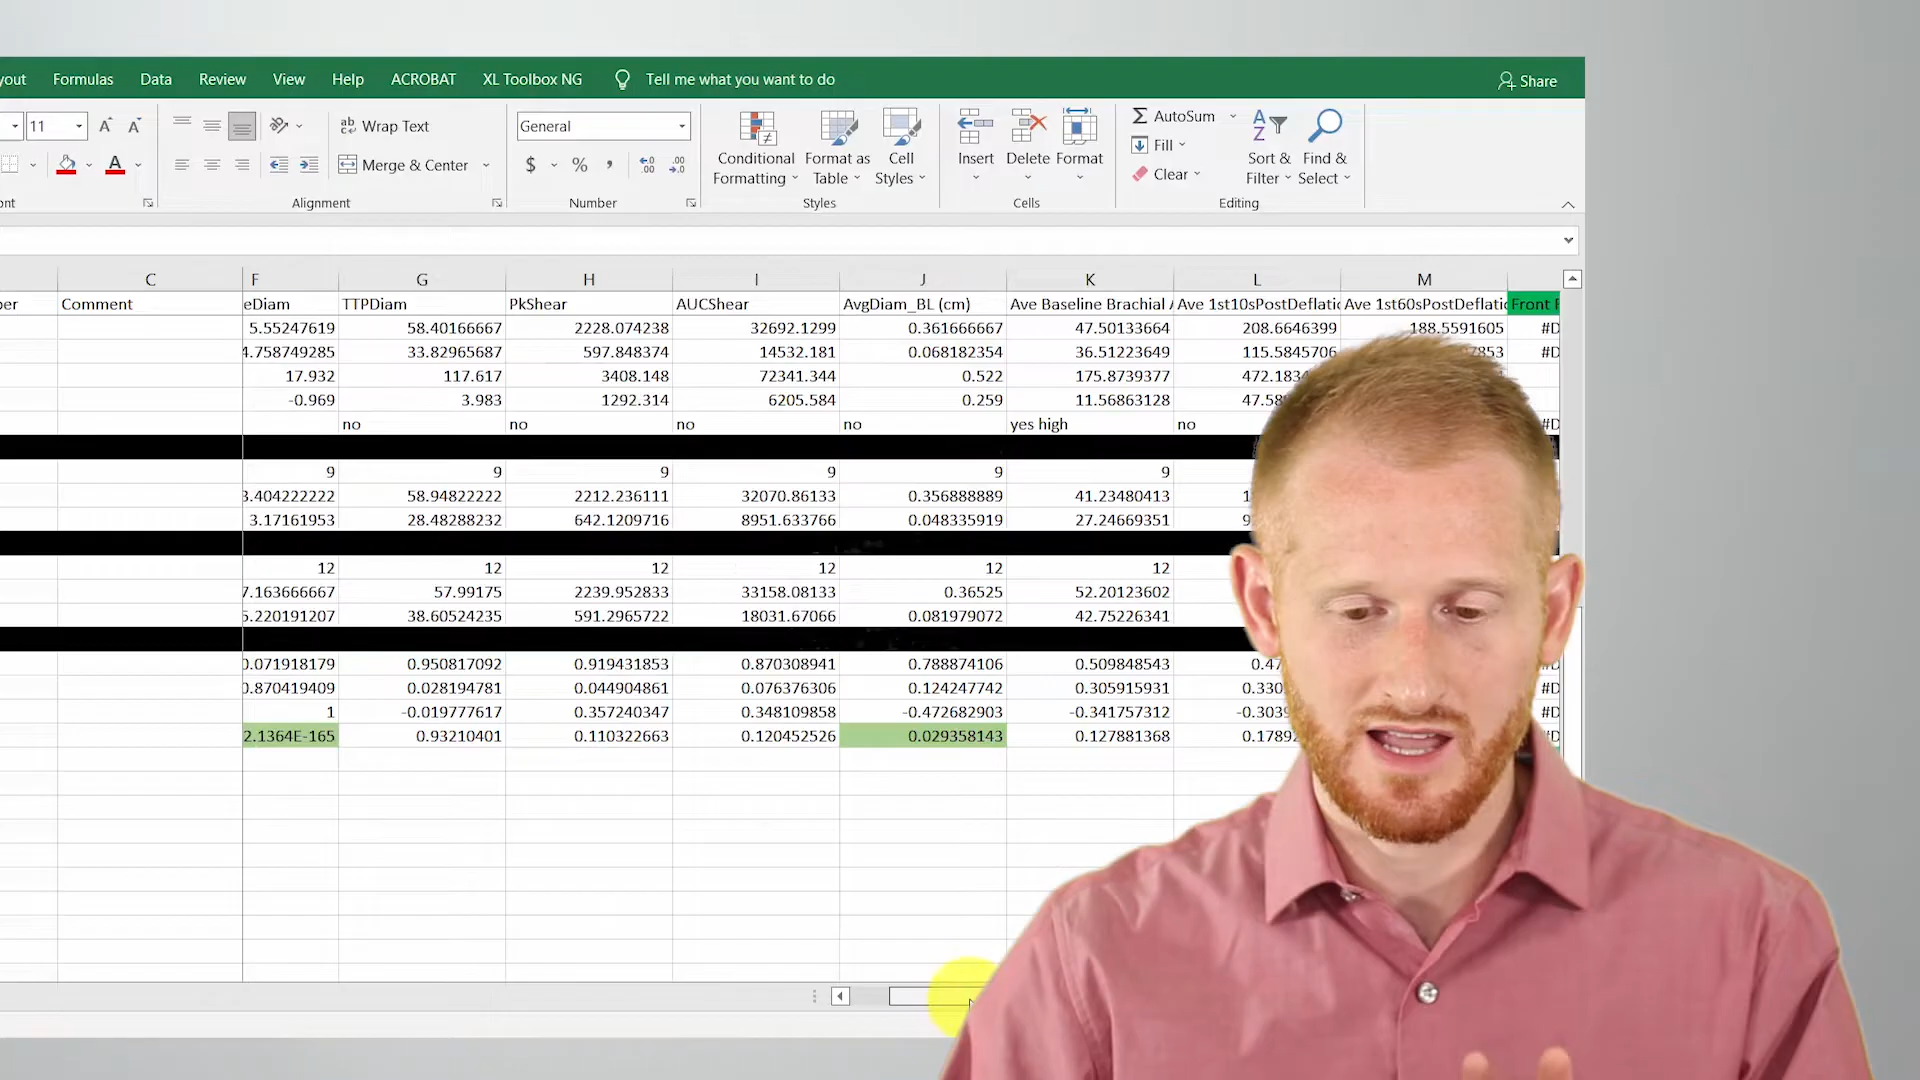 yout Formulas Data Review View Help ACROBAT XL Toolbox NG Tell me what you want to do Share
11 Wrap Text General AutoSum
Conditional Formatting Format as Table Cell Styles Insert Delete Format Fill Sort & Filter Find & Select
$ % , Merge & Center Clear
ont Alignment Number Styles Cells Editing
C F G H I J K L M
ber Comment eDiam TTPDiam PkShear AUCShear AvgDiam_BL (cm) Ave Baseline Brachial A Ave 1st10sPostDeflatio Ave 1st60sPostDeflatio Front F
5.55247619 58.40166667 2228.074238 32692.1299 0.361666667 47.50133664 208.6646399 188.5591605 #D
4.758749285 33.82965687 597.848374 14532.181 0.068182354 36.51223649 115.5845706 7853 #D
17.932 117.617 3408.148 72341.344 0.522 175.8739377 472.1834
-0.969 3.983 1292.314 6205.584 0.259 11.56863128 47.58
no no no no yes high no #D
9 9 9 9 9 9
3.404222222 58.94822222 2212.236111 32070.86133 0.356888889 41.23480413 1
3.17161953 28.48288232 642.1209716 8951.633766 0.048335919 27.24669351 9
12 12 12 12 12 12
7.163666667 57.99175 2239.952833 33158.08133 0.36525 52.20123602
5.220191207 38.60524235 591.2965722 18031.67066 0.081979072 42.75226341
0.071918179 0.950817092 0.919431853 0.870308941 0.788874106 0.509848543 0.47 #D
0.870419409 0.028194781 0.044904861 0.076376306 0.124247742 0.305915931 0.330 #D
1 -0.019777617 0.357240347 0.348109858 -0.472682903 -0.341757312 -0.303 #D
2.1364E-165 0.93210401 0.110322663 0.120452526 0.029358143 0.127881368 0.17892 #D